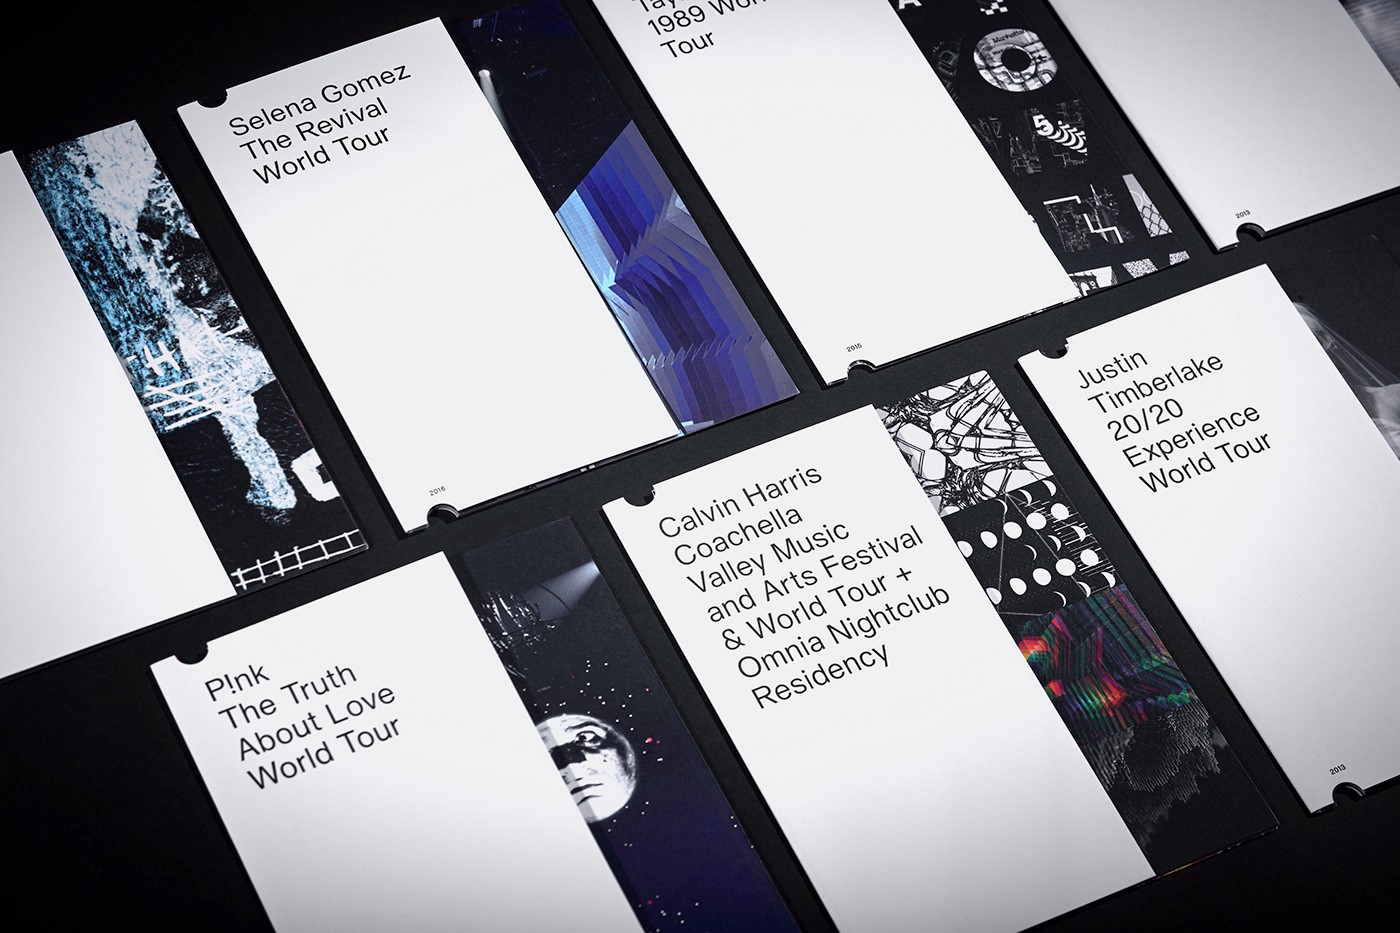 Selena Gomez
The Revival
World Tour
2016
1989 World
Tour
2015
2013
P!nk
The Truth
About Love
World Tour
Calvin Harris
Coachella
Valley Music
and Arts Festival
& World Tour +
Omnia Nightclub
Residency
Justin
Timberlake
20/20
Experience
World Tour
2013
A
Manhattan
5